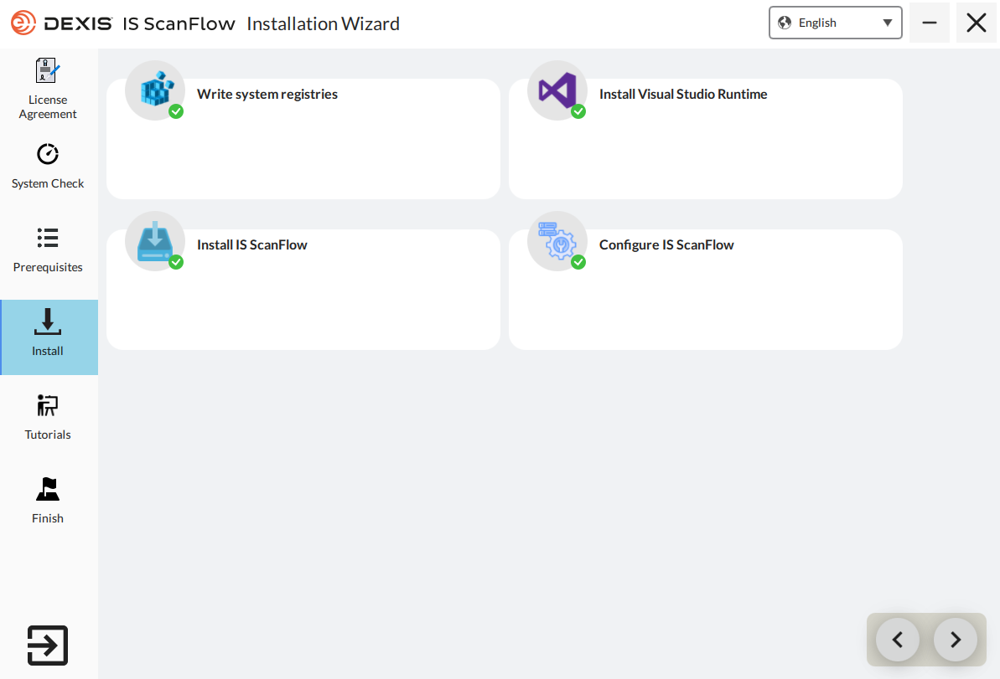 DEXIS IS ScanFlow Installation Wizard
English
License
Agreement
System Check
Prerequisites
Install
Tutorials
Finish
Write system registries
Install Visual Studio Runtime
Install IS ScanFlow
Configure IS ScanFlow